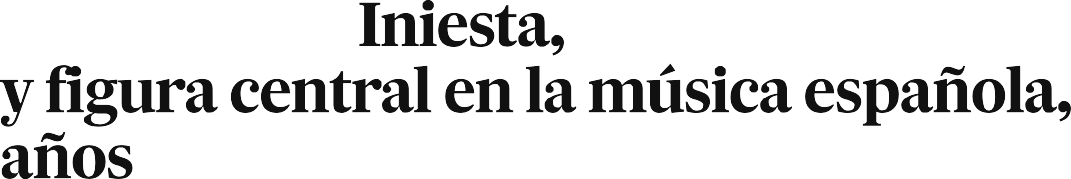 Iniesta,
y figura central en la música española,
años